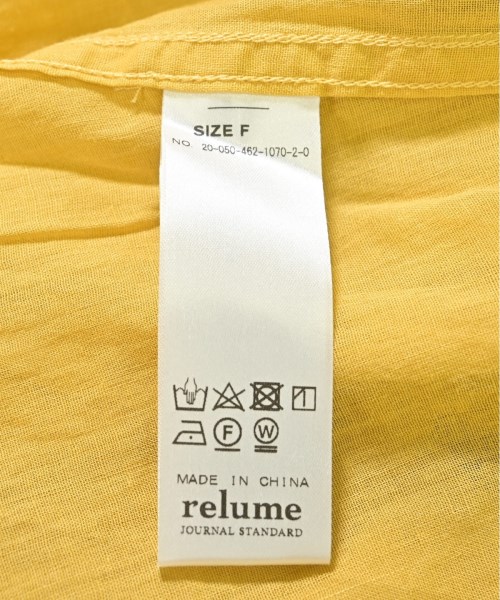 SIZE F
NO. 20-050-462-1070-2-0
F W
MADE IN CHINA
relume
JOURNAL STANDARD